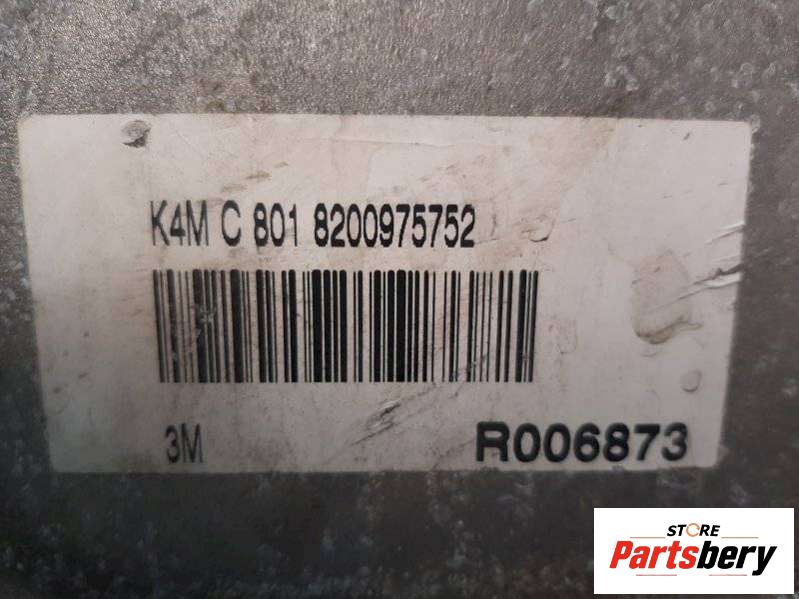 K4M C 801 8200975752
3M
R006873
STORE
Partsbery